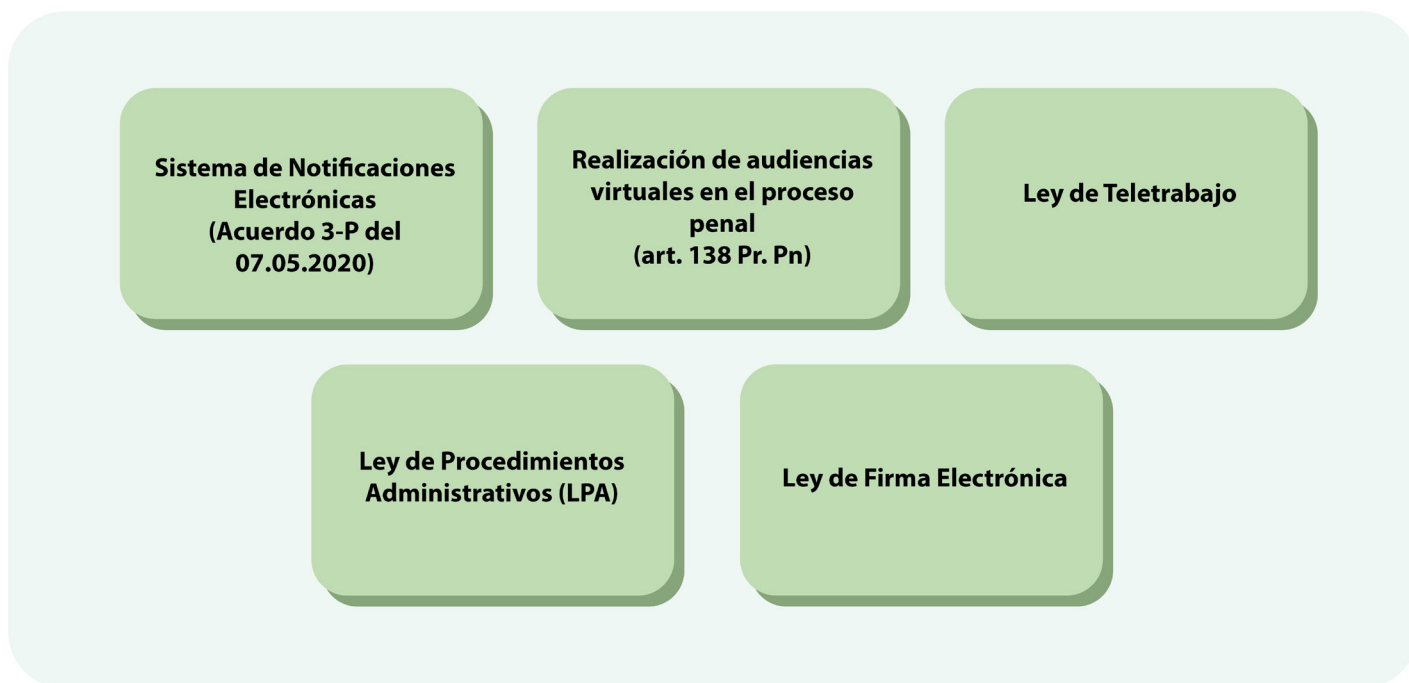 Sistema de Notificaciones
Electrónicas
(Acuerdo 3-P del
07.05.2020)
Realización de audiencias
virtuales en el proceso
penal
(art. 138 Pr. Pn)
Ley de Teletrabajo
Ley de Procedimientos
Administrativos (LPA)
Ley de Firma Electrónica